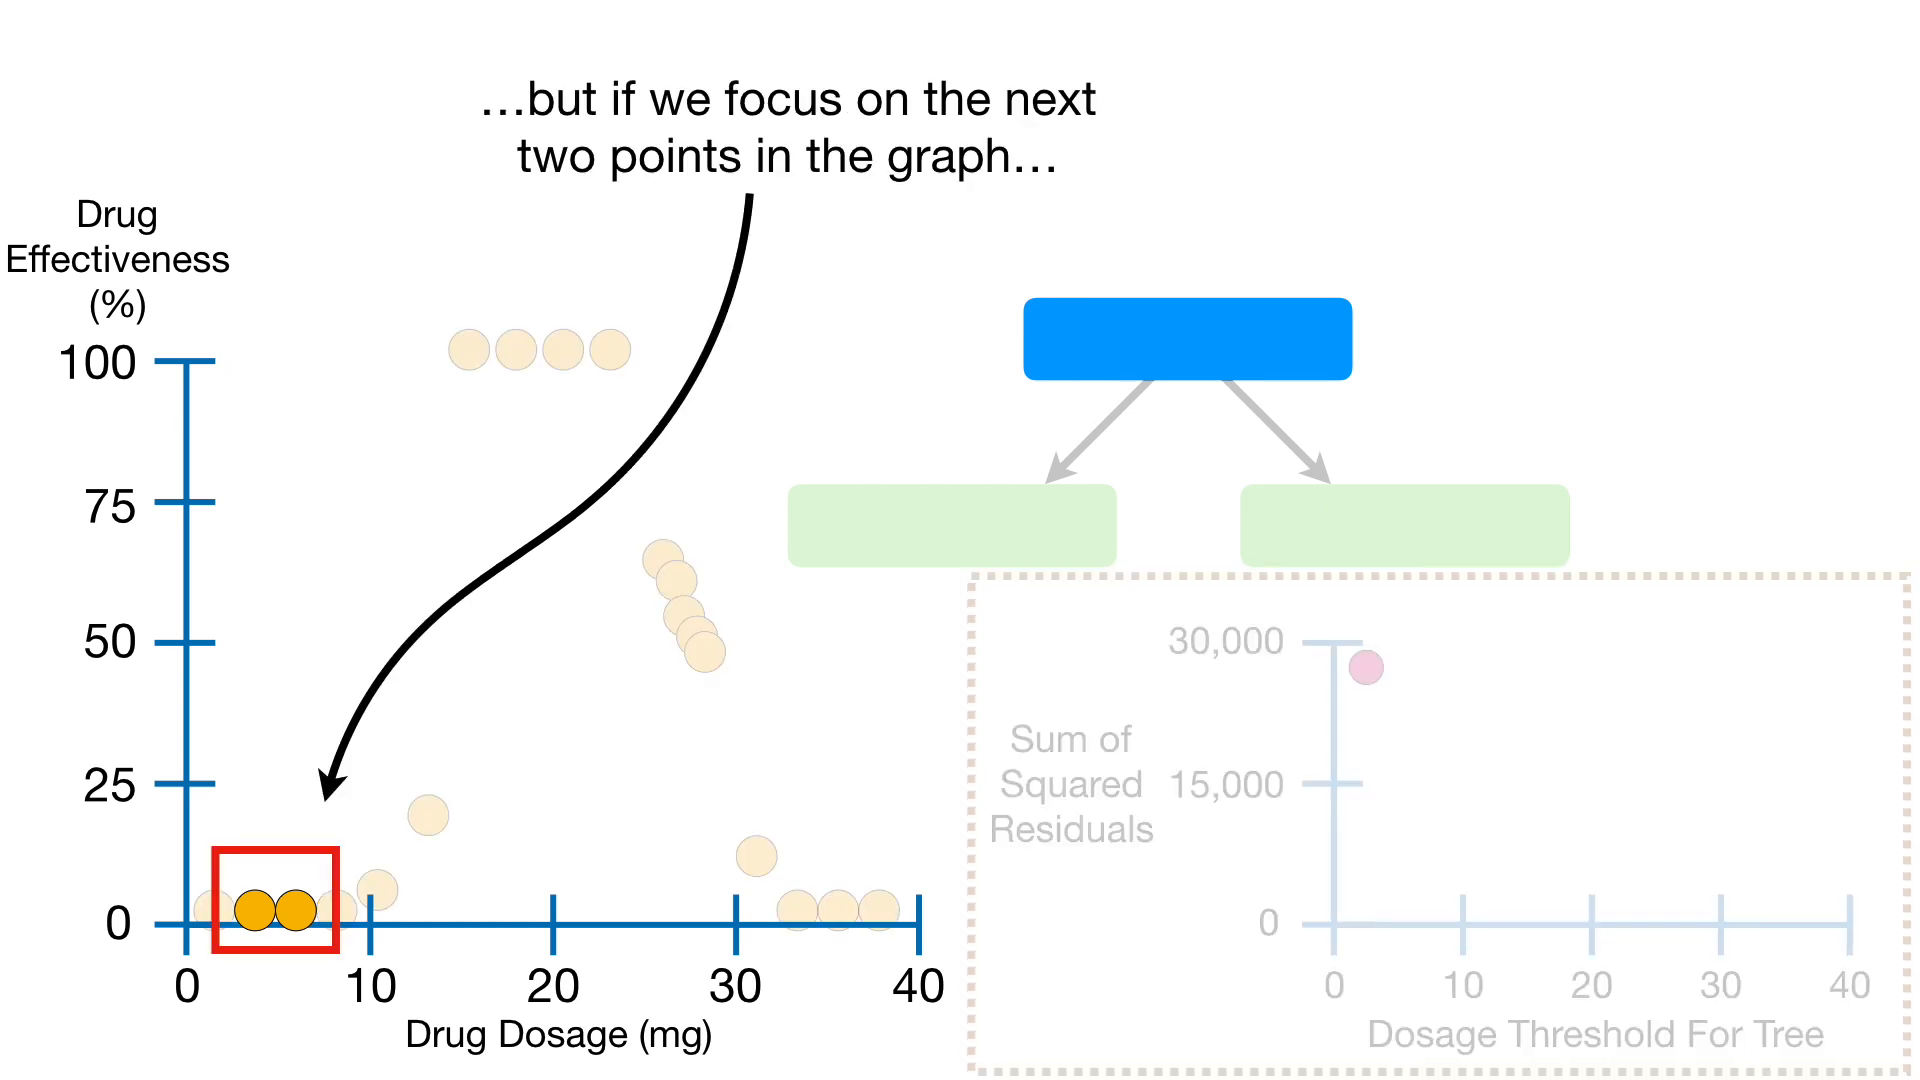 …but if we focus on the next
two points in the graph…
Drug
Effectiveness
(%)
100
75
50
25
0
0 10 20 30 40
Drug Dosage (mg)
Sum of
Squared
Residuals
30,000
15,000
0
0 10 20 30 40
Dosage Threshold For Tree